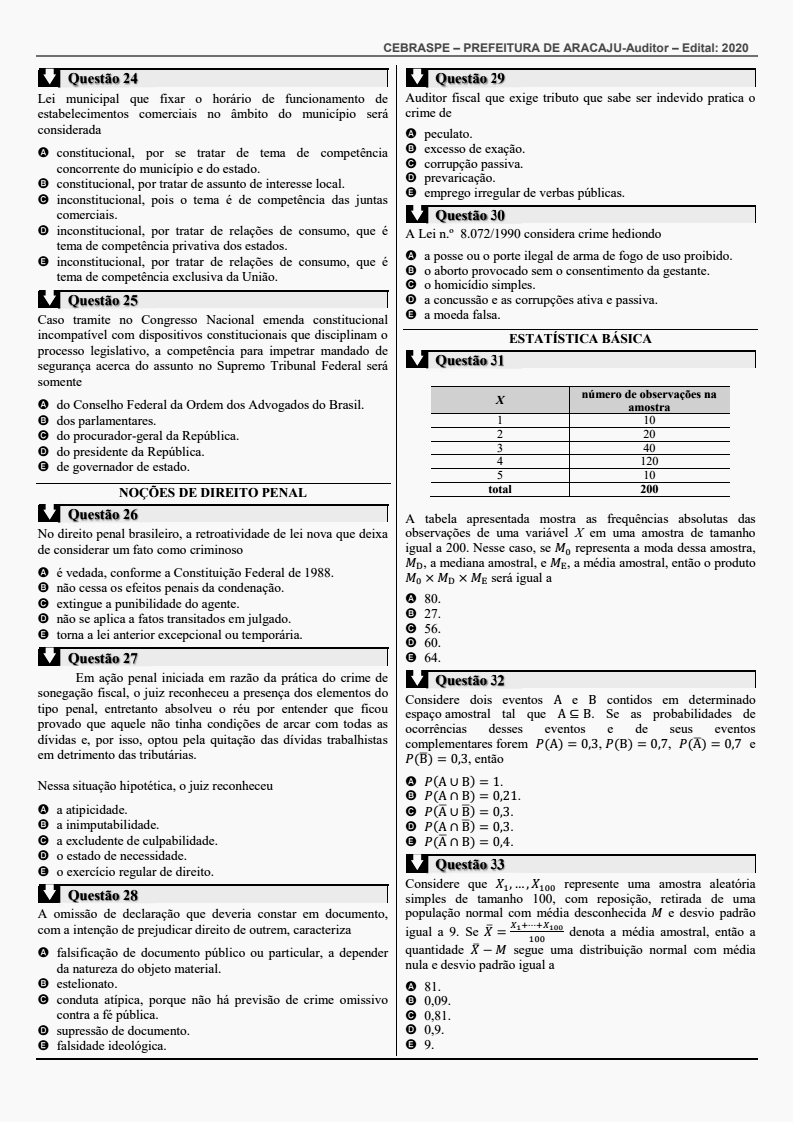 CEBRASPE – PREFEITURA DE ARACAJU-Auditor – Edital: 2020
Questão 24
Lei municipal que fixar o horário de funcionamento de
estabelecimentos comerciais no âmbito do município será
considerada
A constitucional, por se tratar de tema de competência
concorrente do município e do estado.
B constitucional, por tratar de assunto de interesse local.
C inconstitucional, pois o tema é de competência das juntas
comerciais.
D inconstitucional, por tratar de relações de consumo, que é
tema de competência privativa dos estados.
E inconstitucional, por tratar de relações de consumo, que é
tema de competência exclusiva da União.
Questão 25
Caso tramite no Congresso Nacional emenda constitucional
incompatível com dispositivos constitucionais que disciplinam o
processo legislativo, a competência para impetrar mandado de
segurança acerca do assunto no Supremo Tribunal Federal será
somente
A do Conselho Federal da Ordem dos Advogados do Brasil.
B dos parlamentares.
C do procurador-geral da República.
D do presidente da República.
E de governador de estado.
NOÇÕES DE DIREITO PENAL
Questão 26
No direito penal brasileiro, a retroatividade de lei nova que deixa
de considerar um fato como criminoso
A é vedada, conforme a Constituição Federal de 1988.
B não cessa os efeitos penais da condenação.
C extingue a punibilidade do agente.
D não se aplica a fatos transitados em julgado.
E torna a lei anterior excepcional ou temporária.
Questão 27
Em ação penal iniciada em razão da prática do crime de
sonegação fiscal, o juiz reconheceu a presença dos elementos do
tipo penal, entretanto absolveu o réu por entender que ficou
provado que aquele não tinha condições de arcar com todas as
dívidas e, por isso, optou pela quitação das dívidas trabalhistas
em detrimento das tributárias.
Nessa situação hipotética, o juiz reconheceu
A a atipicidade.
B a inimputabilidade.
C a excludente de culpabilidade.
D o estado de necessidade.
E o exercício regular de direito.
Questão 28
A omissão de declaração que deveria constar em documento,
com a intenção de prejudicar direito de outrem, caracteriza
A falsificação de documento público ou particular, a depender
da natureza do objeto material.
B estelionato.
C conduta atípica, porque não há previsão de crime omissivo
contra a fé pública.
D supressão de documento.
E falsidade ideológica.
Questão 29
Auditor fiscal que exige tributo que sabe ser indevido pratica o
crime de
A peculato.
B excesso de exação.
C corrupção passiva.
D prevaricação.
E emprego irregular de verbas públicas.
Questão 30
A Lei n.º 8.072/1990 considera crime hediondo
A a posse ou o porte ilegal de arma de fogo de uso proibido.
B o aborto provocado sem o consentimento da gestante.
C o homicídio simples.
D a concussão e as corrupções ativa e passiva.
E a moeda falsa.
ESTATÍSTICA BÁSICA
Questão 31
X número de observações na
amostra
1 10
2 20
3 40
4 120
5 10
total 200
A tabela apresentada mostra as frequências absolutas das
observações de uma variável X em uma amostra de tamanho
igual a 200. Nesse caso, se M₀ representa a moda dessa amostra,
M_D, a mediana amostral, e M_E, a média amostral, então o produto
M₀ × M_D × M_E será igual a
A 80.
B 27.
C 56.
D 60.
E 64.
Questão 32
Considere dois eventos A e B contidos em determinado
espaço amostral tal que A ⊆ B. Se as probabilidades de
ocorrências desses eventos e de seus eventos
complementares forem P(A) = 0,3, P(B) = 0,7, P(A̅) = 0,7 e
P(B̅) = 0,3, então
A P(A ∪ B) = 1.
B P(A ∩ B) = 0,21.
C P(A̅ ∪ B̅) = 0,3.
D P(A̅ ∩ B̅) = 0,3.
E P(A̅ ∩ B) = 0,4.
Questão 33
Considere que X₁, ..., X₁₀₀ represente uma amostra aleatória
simples de tamanho 100, com reposição, retirada de uma
população normal com média desconhecida M e desvio padrão
igual a 9. Se X̅ = (X₁+⋯+X₁₀₀)/100 denota a média amostral, então a
quantidade X̅ − M segue uma distribuição normal com média
nula e desvio padrão igual a
A 81.
B 0,09.
C 0,81.
D 0,9.
E 9.